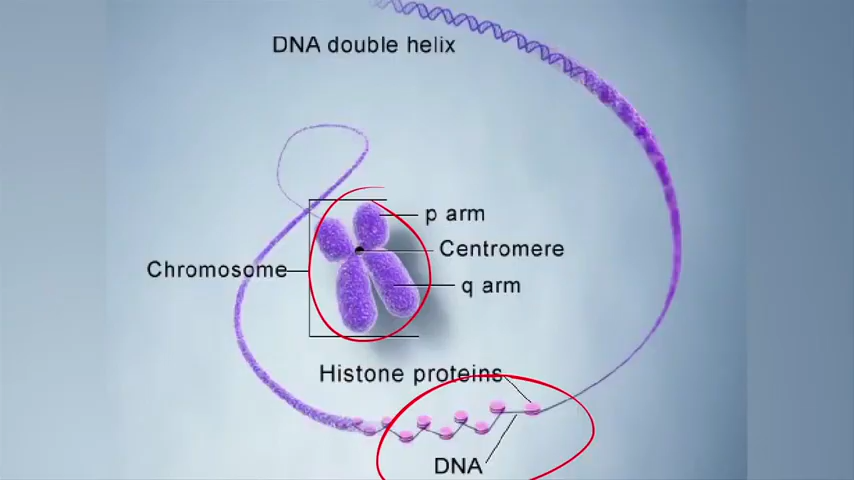 DNA double helix
p arm
Centromere
Chromosome
q arm
Histone proteins
DNA